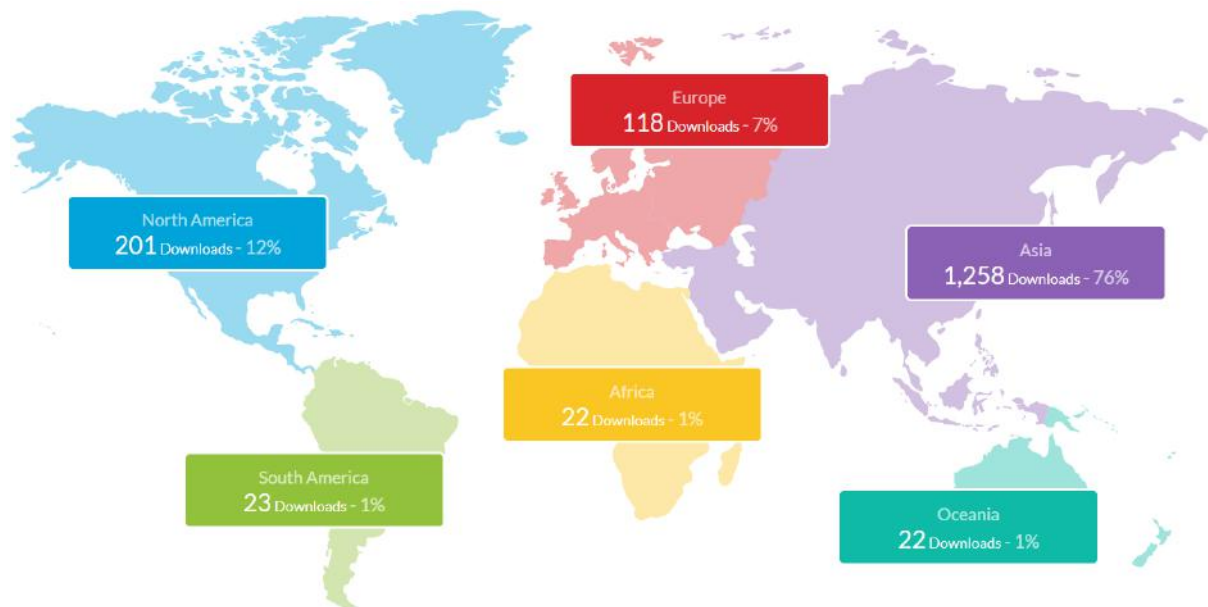 Europe
118 Downloads - 7%
North America
201 Downloads - 12%
Asia
1,258 Downloads - 76%
Africa
22 Downloads - 1%
South America
23 Downloads - 1%
Oceania
22 Downloads - 1%